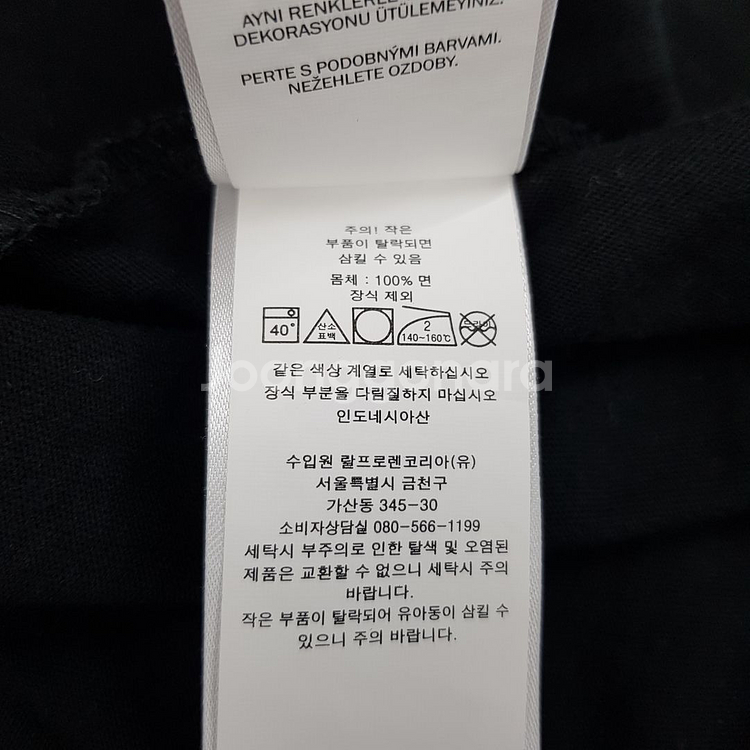 AYNI RENKLERLE
DEKORASYONU ÜTÜLEMEYİNİZ.
PERTE S PODOBNÝMI BARVAMI.
NEŽEHLETE OZDOBY.
주의! 작은
부품이 탈락되면
삼킬 수 있음
몸체 : 100% 면
장식 제외
40° 산소 표백 2 140~160℃ 드라이
같은 색상 계열로 세탁하십시오
joonggonara
장식 부분을 다림질하지 마십시오
인도네시아산
수입원 랄프로렌코리아(유)
서울특별시 금천구
가산동 345-30
소비자상담실 080-566-1199
세탁시 부주의로 인한 탈색 및 오염된
제품은 교환할 수 없으니 세탁시 주의
바랍니다.
작은 부품이 탈락되어 유아동이 삼킬 수
있으니 주의 바랍니다.